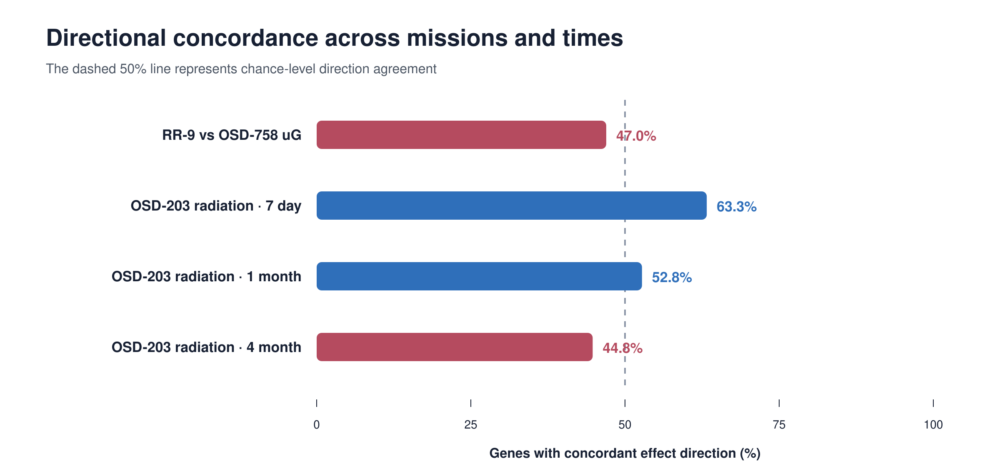 Directional concordance across missions and times
The dashed 50% line represents chance-level direction agreement
RR-9 vs OSD-758 uG
47.0%
OSD-203 radiation · 7 day
63.3%
OSD-203 radiation · 1 month
52.8%
OSD-203 radiation · 4 month
44.8%
0 25 50 75 100
Genes with concordant effect direction (%)